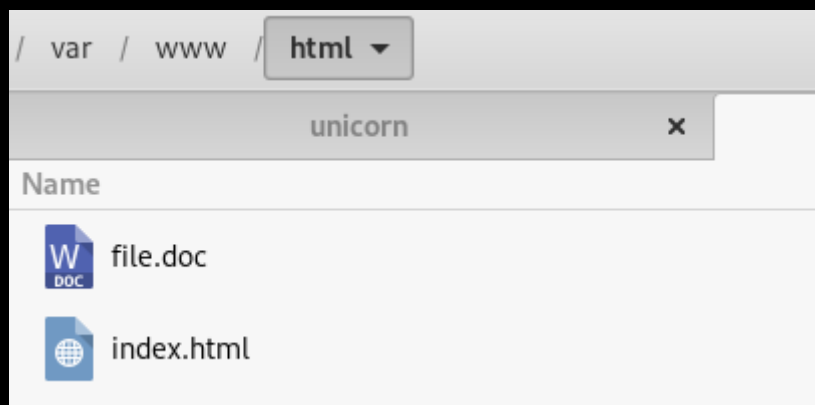 / var / www / html
unicorn ×
Name
W DOC file.doc
index.html